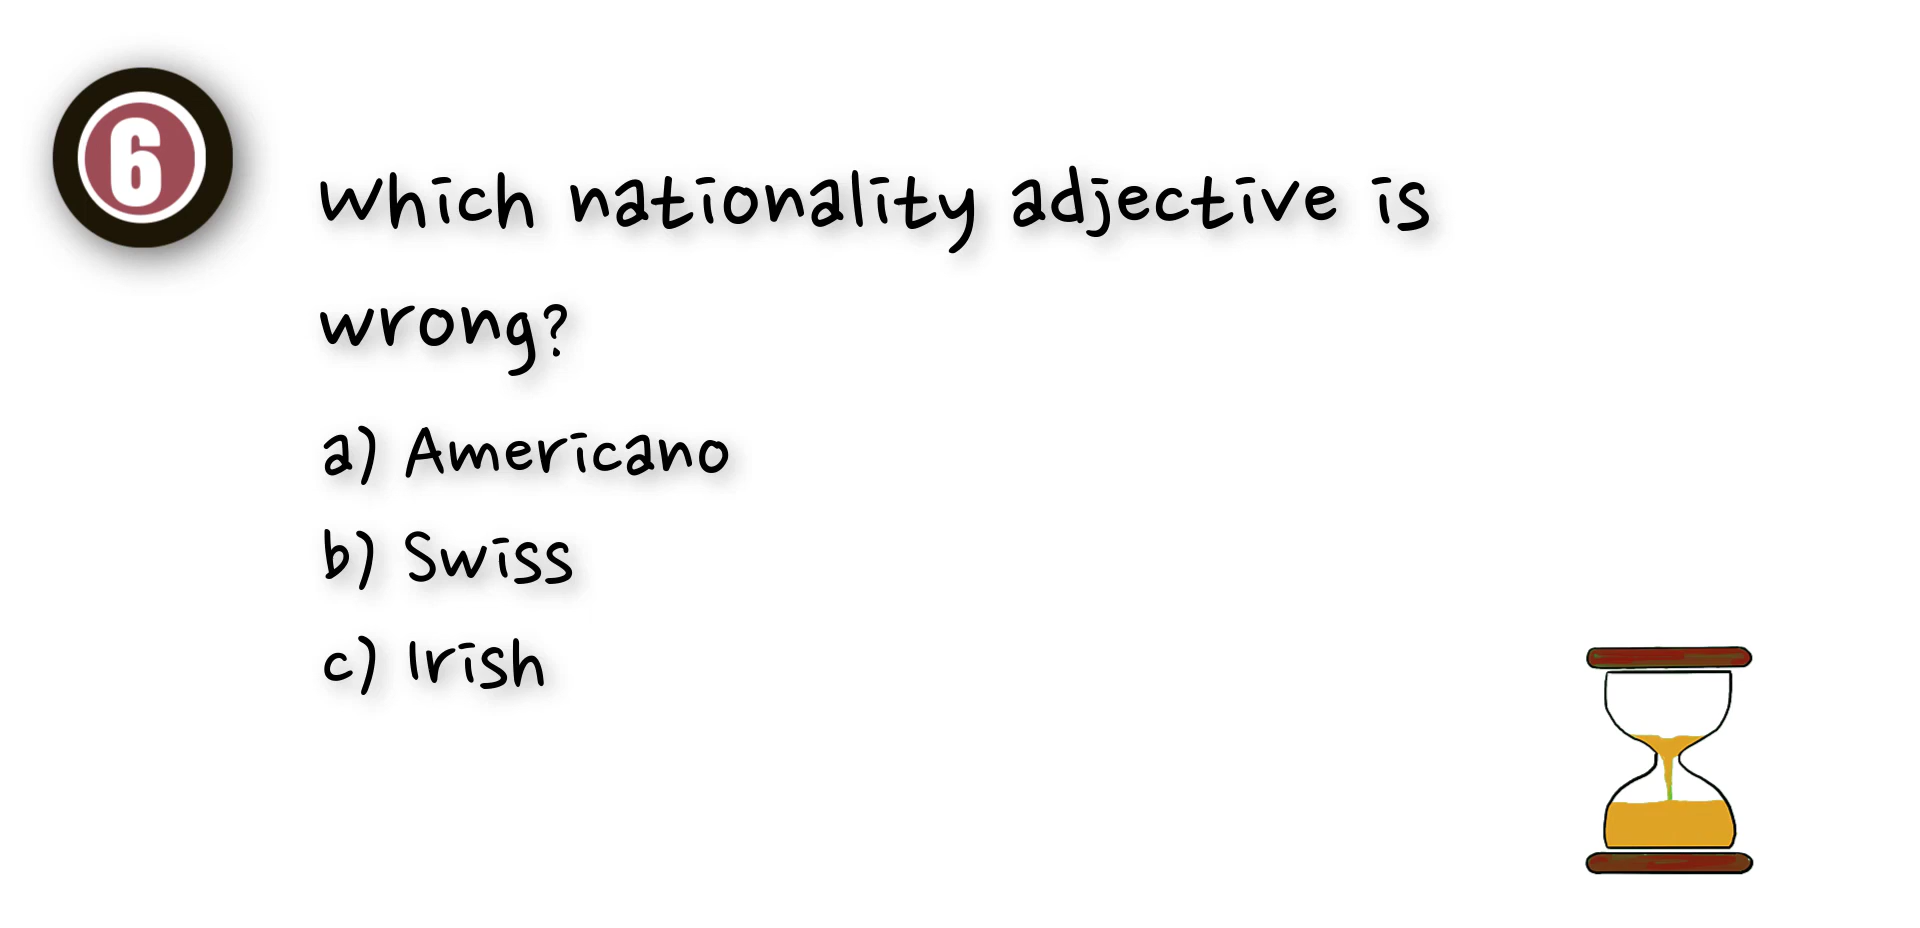 6
Which nationality adjective is
wrong?
a) Americano
b) Swiss
c) Irish